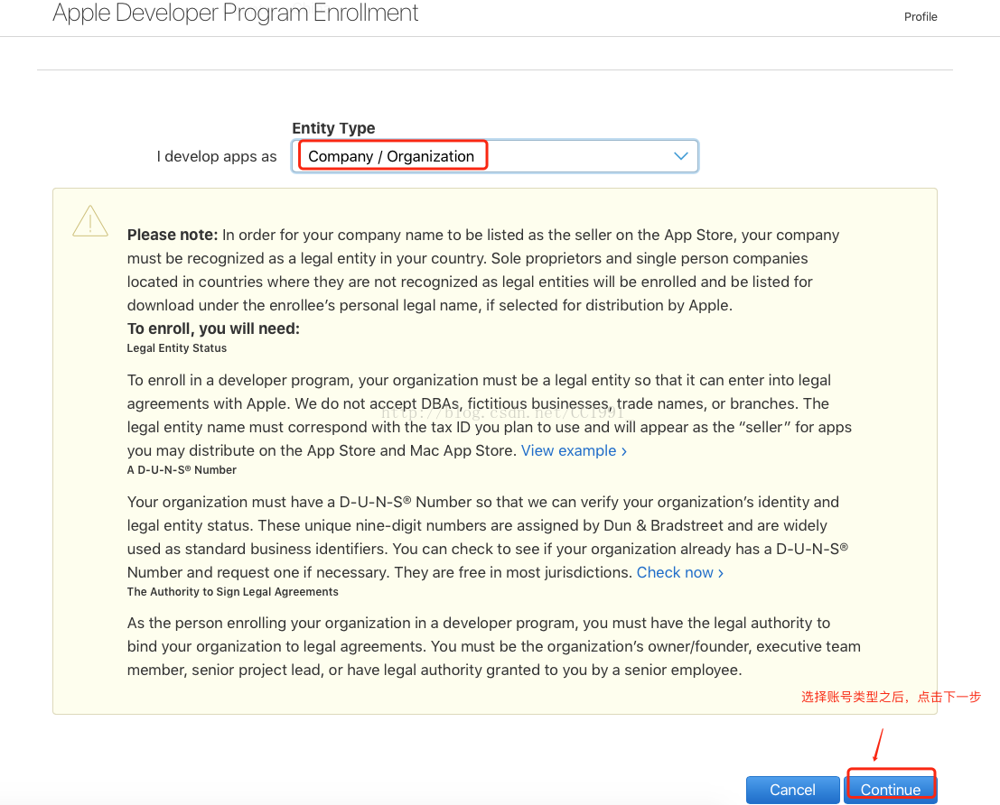 Apple Developer Program Enrollment
Profile
Entity Type
I develop apps as
Company / Organization
Please note: In order for your company name to be listed as the seller on the App Store, your company
must be recognized as a legal entity in your country. Sole proprietors and single person companies
located in countries where they are not recognized as legal entities will be enrolled and be listed for
download under the enrollee’s personal legal name, if selected for distribution by Apple.
To enroll, you will need:
Legal Entity Status
To enroll in a developer program, your organization must be a legal entity so that it can enter into legal
agreements with Apple. We do not accept DBAs, fictitious businesses, trade names, or branches. The
http://blog.csdn.net/CC1991_
legal entity name must correspond with the tax ID you plan to use and will appear as the “seller” for apps
you may distribute on the App Store and Mac App Store. View example ›
A D-U-N-S® Number
Your organization must have a D-U-N-S® Number so that we can verify your organization’s identity and
legal entity status. These unique nine-digit numbers are assigned by Dun & Bradstreet and are widely
used as standard business identifiers. You can check to see if your organization already has a D-U-N-S®
Number and request one if necessary. They are free in most jurisdictions. Check now ›
The Authority to Sign Legal Agreements
As the person enrolling your organization in a developer program, you must have the legal authority to
bind your organization to legal agreements. You must be the organization’s owner/founder, executive team
member, senior project lead, or have legal authority granted to you by a senior employee.
选择账号类型之后，点击下一步
Cancel
Continue